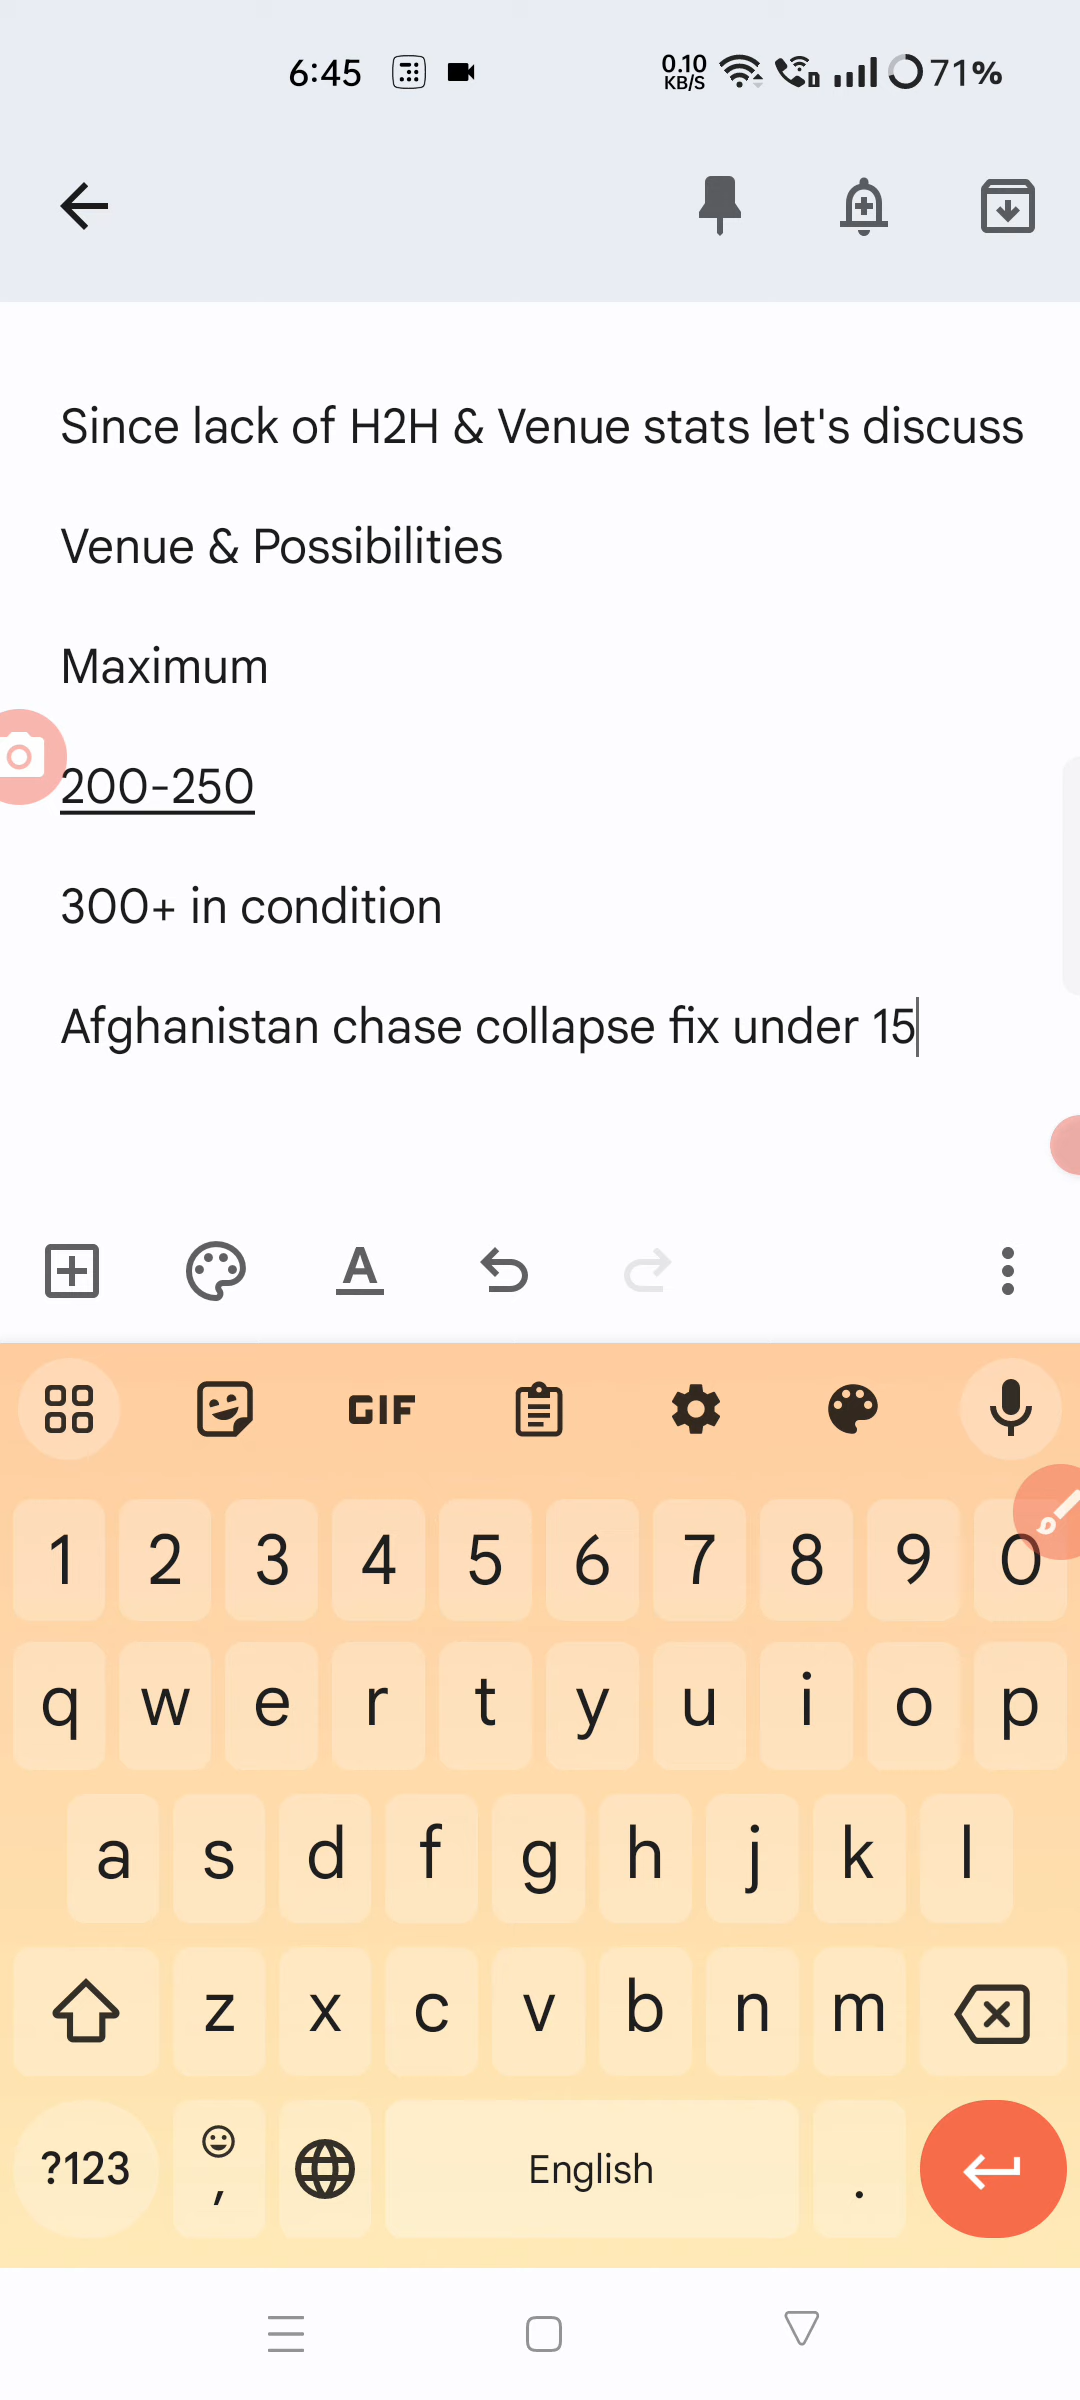 6:45 0.10 KB/S 71%
Since lack of H2H & Venue stats let's discuss
Venue & Possibilities
Maximum
200-250
300+ in condition
Afghanistan chase collapse fix under 15
A
GIF
1 2 3 4 5 6 7 8 9 0
q w e r t y u i o p
a s d f g h j k l
z x c v b n m
?123 , English .